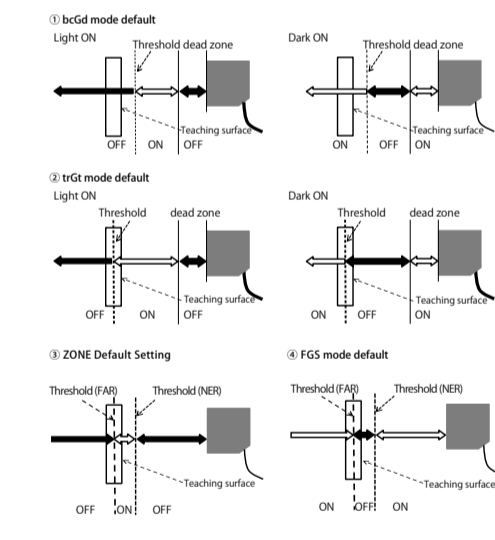 ① bcGd mode default
Light ON
Threshold dead zone
Teaching surface
OFF ON OFF
Dark ON
Threshold dead zone
Teaching surface
ON OFF ON
② trGt mode default
Light ON
Threshold dead zone
Teaching surface
OFF ON OFF
Dark ON
Threshold dead zone
Teaching surface
ON OFF ON
③ ZONE Default Setting
Threshold (FAR) Threshold (NER)
Teaching surface
OFF ON OFF
④ FGS mode default
Threshold (FAR) Threshold (NER)
Teaching surface
ON OFF ON